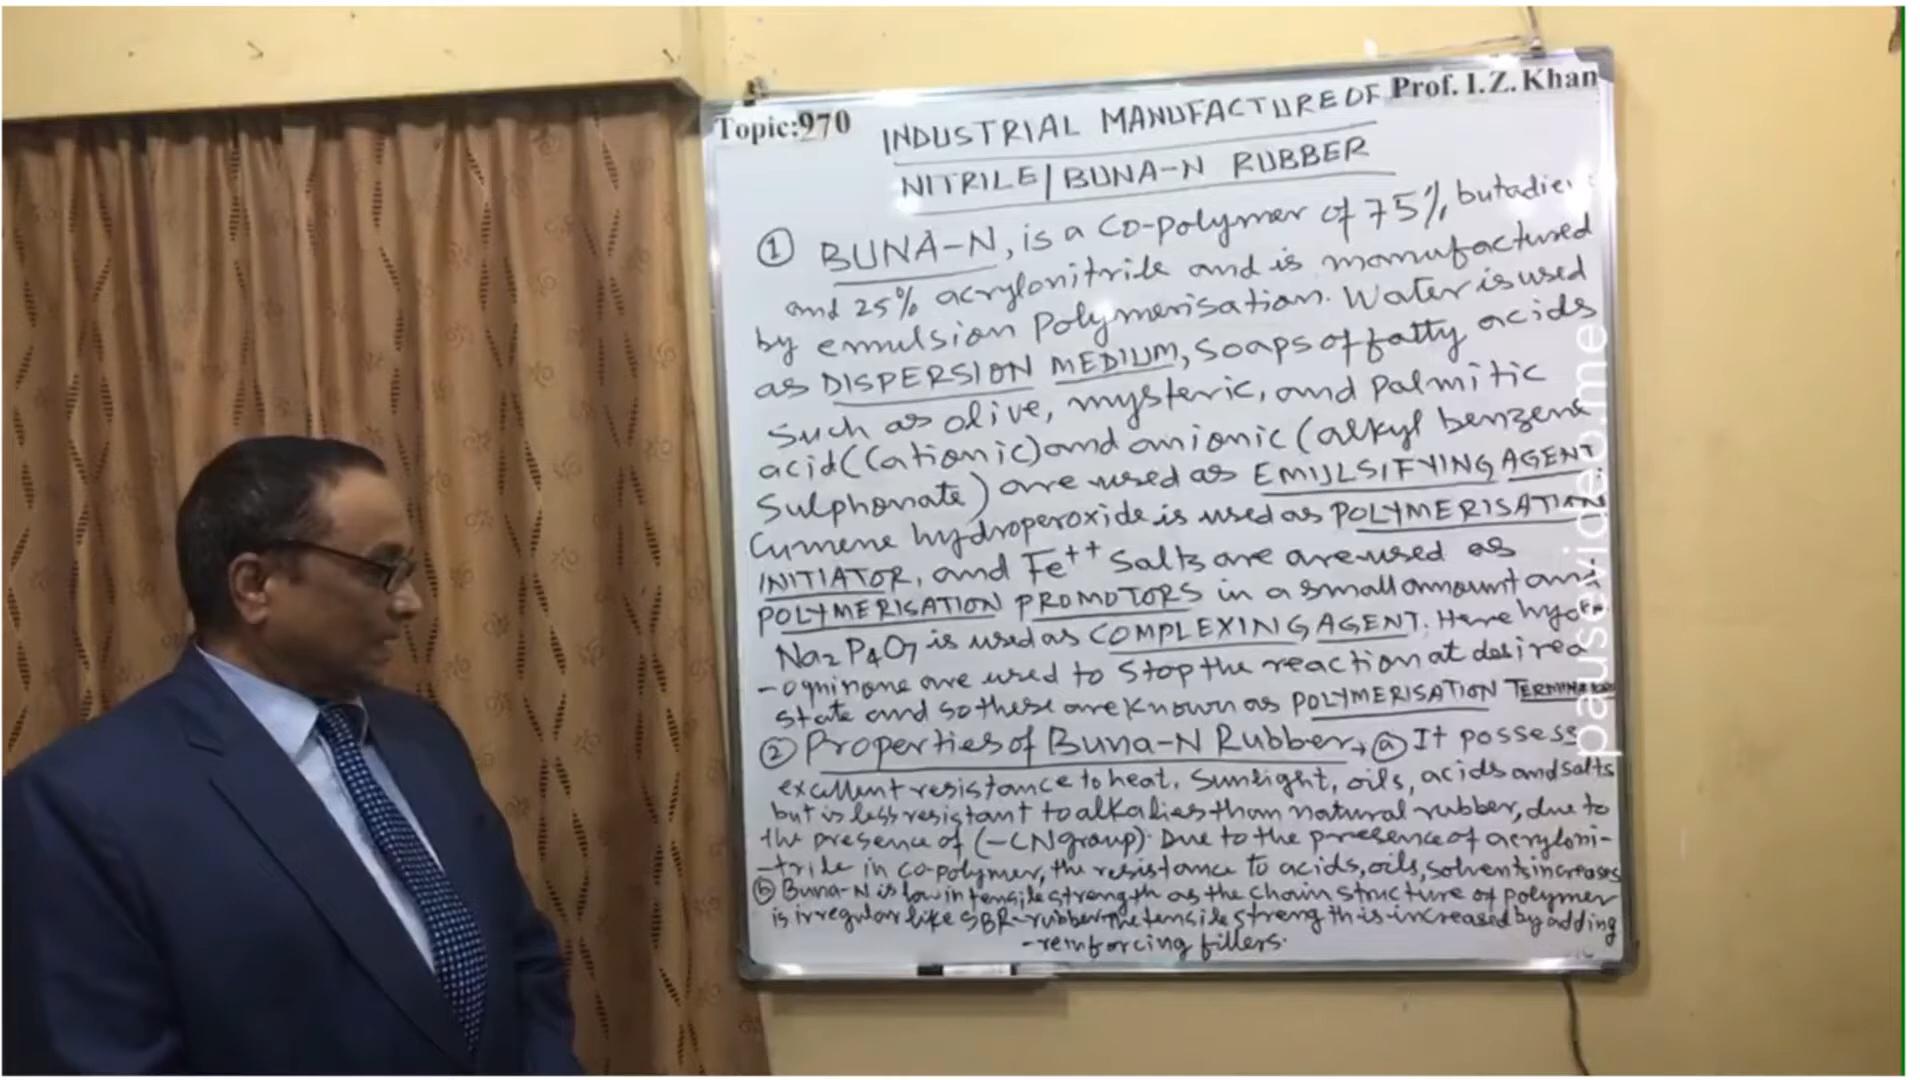 Topic:970
Prof. I.Z. Khan
INDUSTRIAL MANUFACTURE OF
NITRILE/BUNA-N RUBBER
① BUNA-N, is a Co-polymer of 75%, butadie
and 25% acrylonitrile and is manufactured
by emulsion Polymerisation. Water is used
as DISPERSION MEDIUM, Soaps of fatty acids
Such as olive, mysteric, and Palmitic
acid (Cationic) and anionic (alkyl benzene
Sulphonate) are used as EMULSIFYING AGENT.
Cumene hydroperoxide is used as POLYMERISATION
INITIATOR, and Fe++ Salts are are used as
POLYMERISATION PROMOTORS in a small amount and
Na2 P4O7 is used as COMPLEXING AGENT. Here hydro
-quinone are used to Stop the reaction at desired
State and so these are known as POLYMERISATION
② Properties of Buna-N Rubber → ⓐ It possess
excellent resistance to heat, Sunlight, oils, acids and salts
but is less resistant to alkalies than natural rubber, due to
the presence of (-CN group). Due to the presence of acryloni-
-trile in co-polymer, the resistance to acids, oils, solvents increases
ⓑ Buna-N is low in tensile strength as the chain structure of polymer
is irregular like SBR-rubber. The tensile strength is increased by adding
-reinforcing fillers.
pausevideo.me